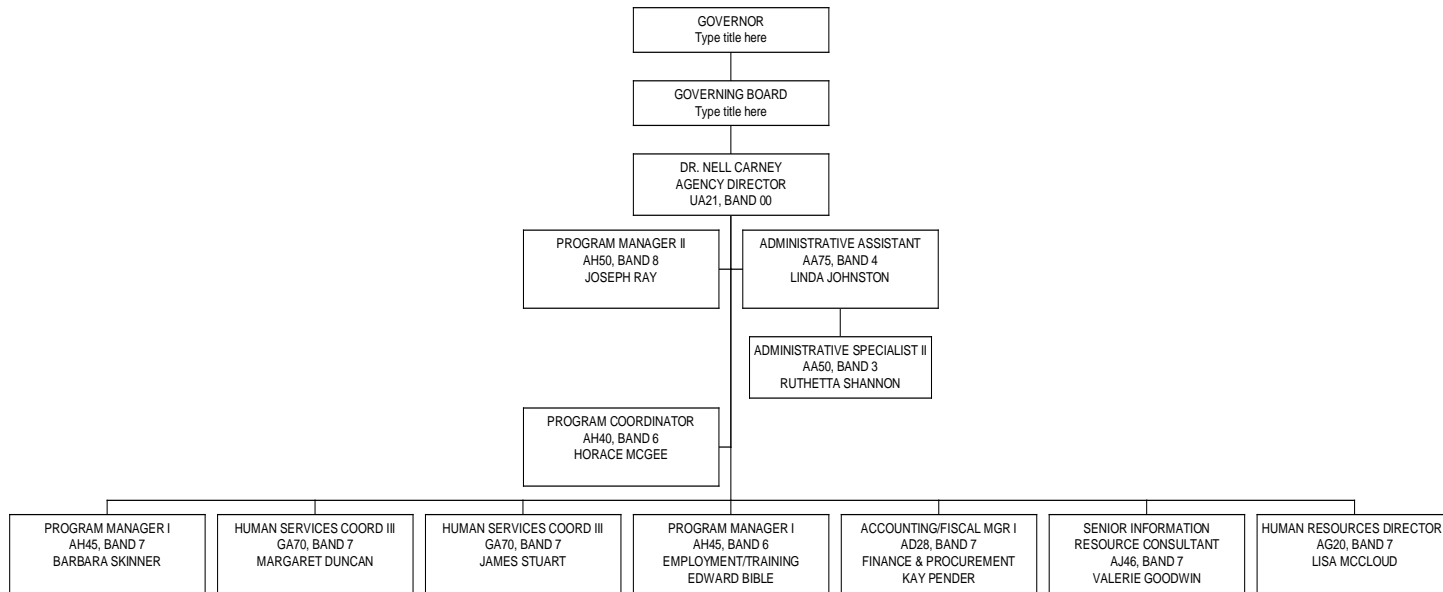 GOVERNOR
Type title here
GOVERNING BOARD
Type title here
DR. NELL CARNEY
AGENCY DIRECTOR
UA21, BAND 00
PROGRAM MANAGER II
AH50, BAND 8
JOSEPH RAY
ADMINISTRATIVE ASSISTANT
AA75, BAND 4
LINDA JOHNSTON
ADMINISTRATIVE SPECIALIST II
AA50, BAND 3
RUTHETTA SHANNON
PROGRAM COORDINATOR
AH40, BAND 6
HORACE MCGEE
PROGRAM MANAGER I
AH45, BAND 7
BARBARA SKINNER
HUMAN SERVICES COORD III
GA70, BAND 7
MARGARET DUNCAN
HUMAN SERVICES COORD III
GA70, BAND 7
JAMES STUART
PROGRAM MANAGER I
AH45, BAND 6
EMPLOYMENT/TRAINING
EDWARD BIBLE
ACCOUNTING/FISCAL MGR I
AD28, BAND 7
FINANCE & PROCUREMENT
KAY PENDER
SENIOR INFORMATION
RESOURCE CONSULTANT
AJ46, BAND 7
VALERIE GOODWIN
HUMAN RESOURCES DIRECTOR
AG20, BAND 7
LISA MCCLOUD